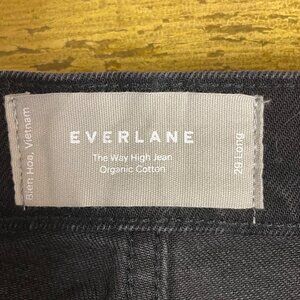 EVERLANE
The Way High Jean
Organic Cotton
Bien Hoa, Vietnam
29 Long